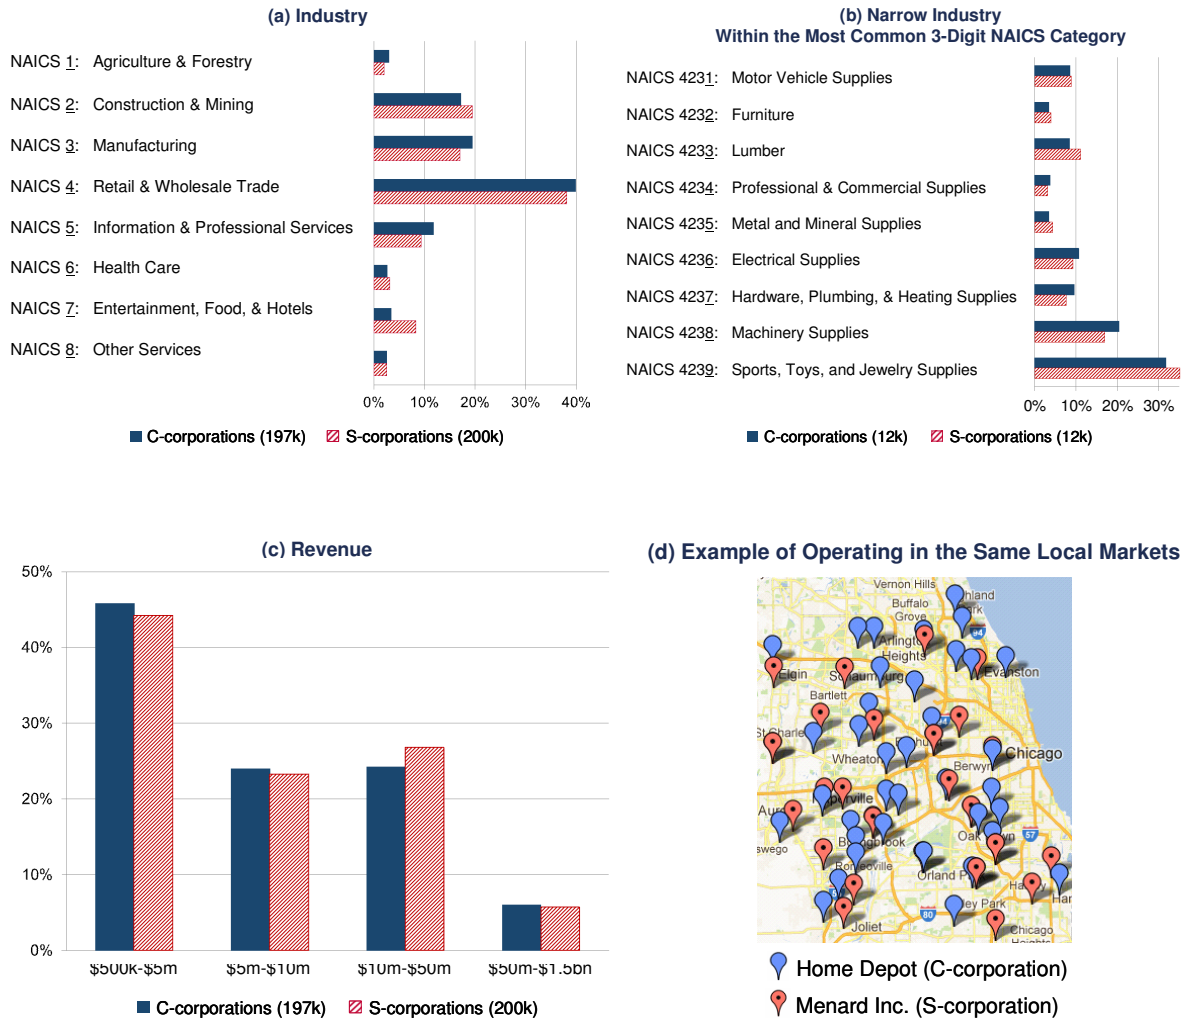 (a) Industry
NAICS 1: Agriculture & Forestry
NAICS 2: Construction & Mining
NAICS 3: Manufacturing
NAICS 4: Retail & Wholesale Trade
NAICS 5: Information & Professional Services
NAICS 6: Health Care
NAICS 7: Entertainment, Food, & Hotels
NAICS 8: Other Services
0% 10% 20% 30% 40%
C-corporations (197k) S-corporations (200k)
(b) Narrow Industry
Within the Most Common 3-Digit NAICS Category
NAICS 4231: Motor Vehicle Supplies
NAICS 4232: Furniture
NAICS 4233: Lumber
NAICS 4234: Professional & Commercial Supplies
NAICS 4235: Metal and Mineral Supplies
NAICS 4236: Electrical Supplies
NAICS 4237: Hardware, Plumbing, & Heating Supplies
NAICS 4238: Machinery Supplies
NAICS 4239: Sports, Toys, and Jewelry Supplies
0% 10% 20% 30%
C-corporations (12k) S-corporations (12k)
(c) Revenue
50%
40%
30%
20%
10%
0%
$500k-$5m $5m-$10m $10m-$50m $50m-$1.5bn
C-corporations (197k) S-corporations (200k)
(d) Example of Operating in the Same Local Markets
Vernon Hills
Buffalo
Grove
94
Heights
Elgin
Evanston
Bartlett
St Charle
Wheaton
Chicago
Berwyn
57
swego
Orland
80
Joliet
Chicago
Heights
Home Depot (C-corporation)
Menard Inc. (S-corporation)